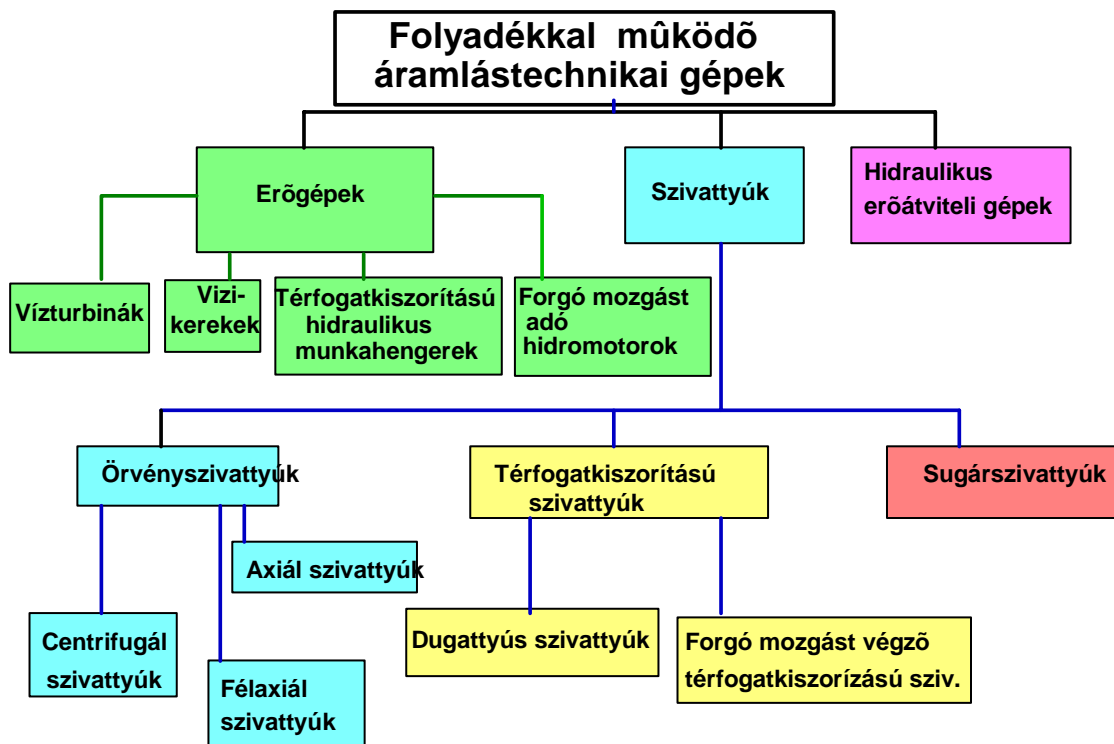 Folyadékkal mûködõ
áramlástechnikai gépek
Erõgépek
Szivattyúk
Hidraulikus
erõátviteli gépek
Vízturbinák
Vizi-
kerekek
Térfogatkiszorítású
hidraulikus
munkahengerek
Forgó mozgást
adó
hidromotorok
Örvényszivattyúk
Térfogatkiszorítású
szivattyúk
Sugárszivattyúk
Axiál szivattyúk
Centrifugál
szivattyúk
Félaxiál
szivattyúk
Dugattyús szivattyúk
Forgó mozgást végzõ
térfogatkiszorízású sziv.